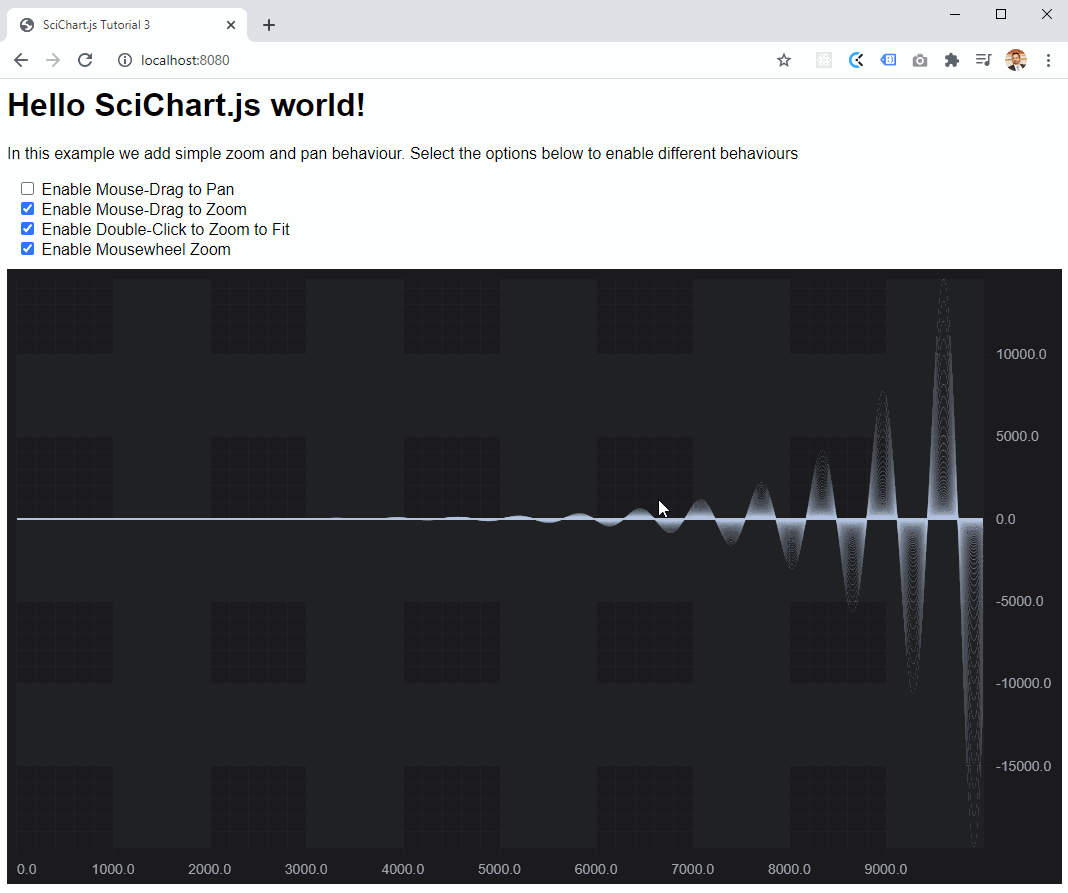 SciChart.js Tutorial 3
localhost:8080
Hello SciChart.js world!
In this example we add simple zoom and pan behaviour. Select the options below to enable different behaviours
Enable Mouse-Drag to Pan
Enable Mouse-Drag to Zoom
Enable Double-Click to Zoom to Fit
Enable Mousewheel Zoom
10000.0
5000.0
0.0
-5000.0
-10000.0
-15000.0
0.0 1000.0 2000.0 3000.0 4000.0 5000.0 6000.0 7000.0 8000.0 9000.0